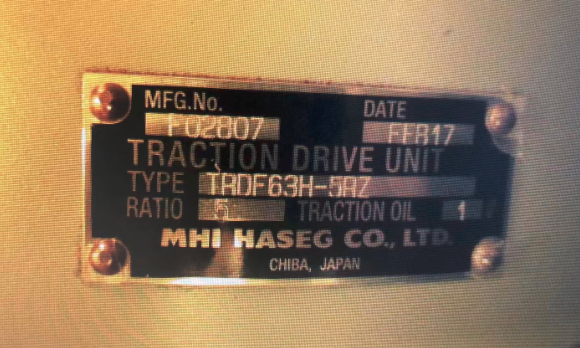 MFG.No. DATE
F02807 FEB17
TRACTION DRIVE UNIT
TYPE TRDF63H-5RZ
RATIO 5 TRACTION OIL 1 ℓ
MHI HASEG CO., LTD.
CHIBA, JAPAN